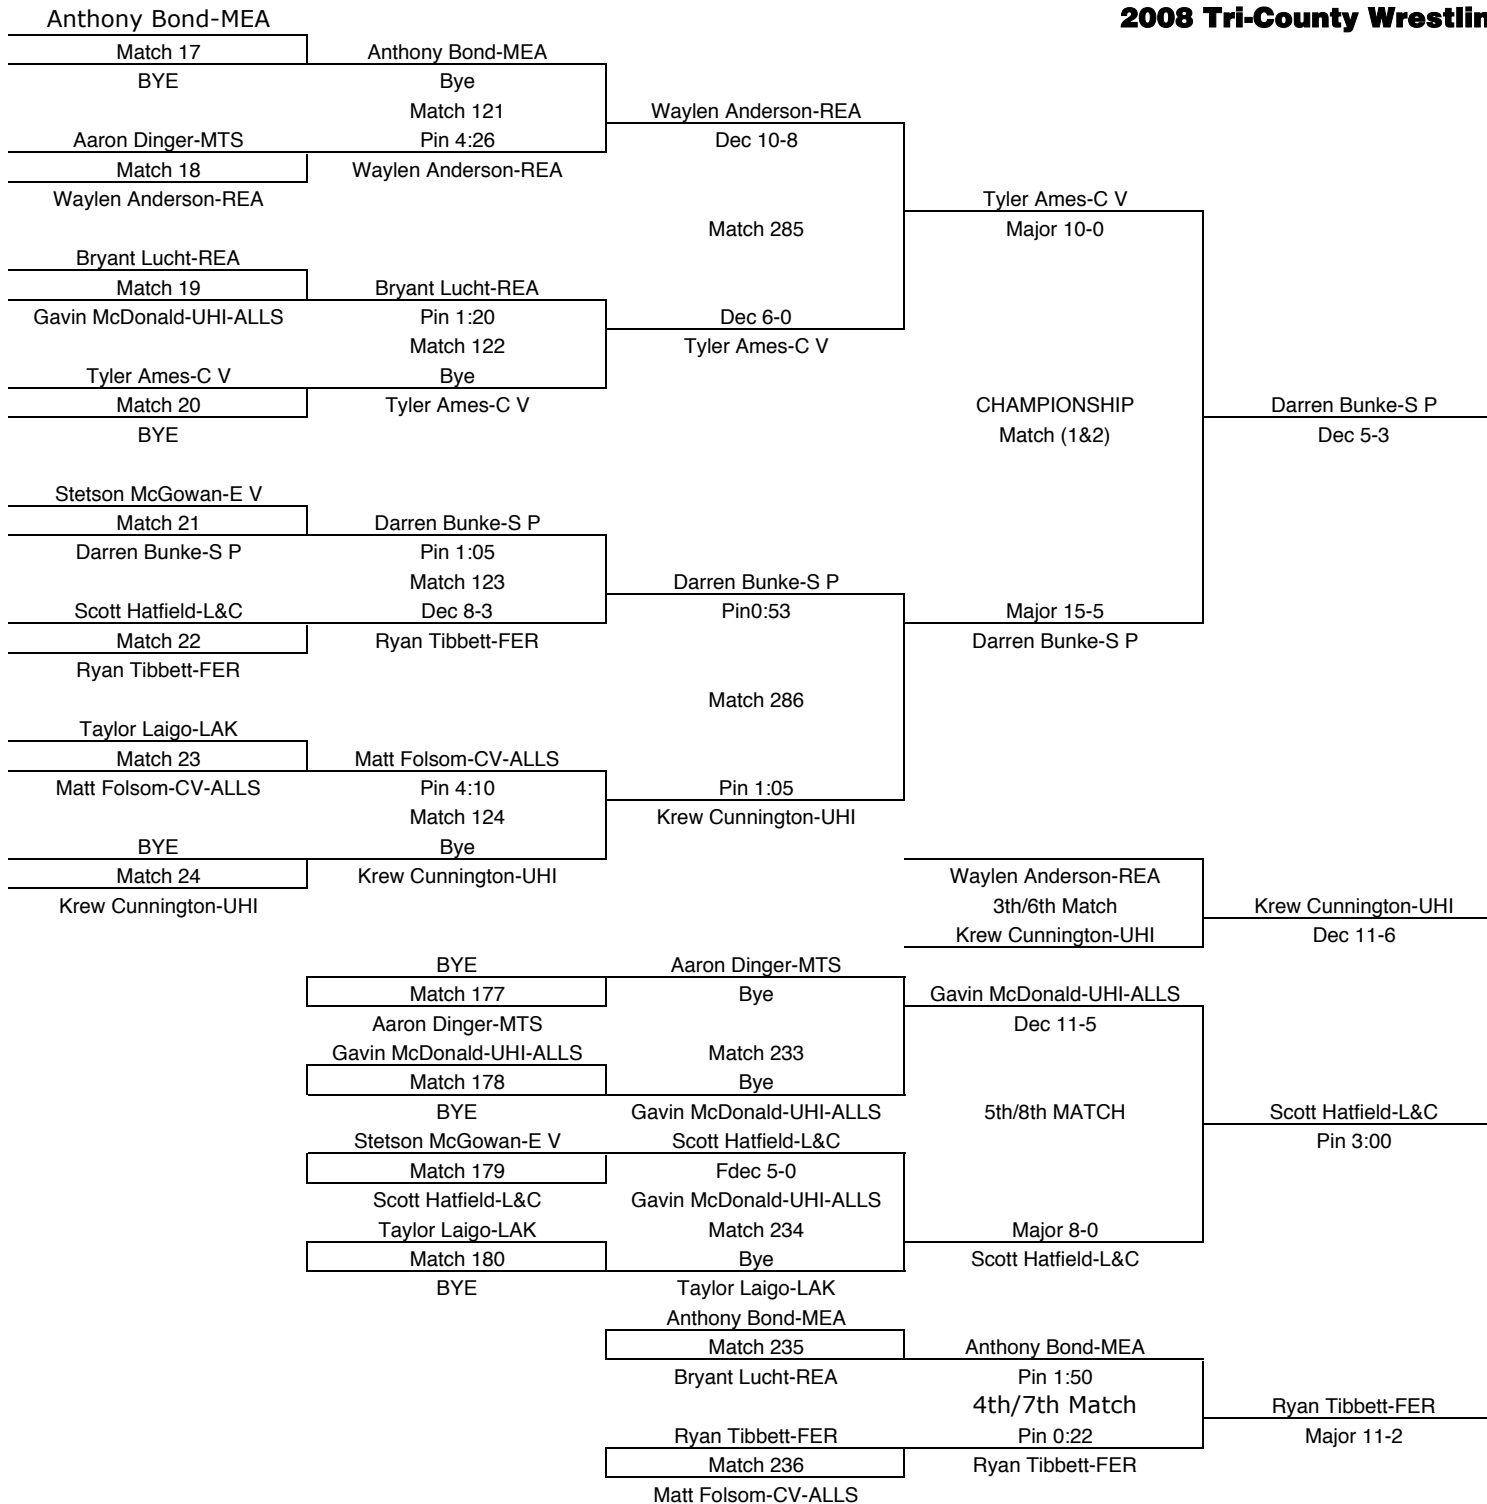 Anthony Bond-MEA
2008 Tri-County Wrestlin
Match 17 Anthony Bond-MEA
BYE Bye
Match 121 Waylen Anderson-REA
Aaron Dinger-MTS Pin 4:26 Dec 10-8
Match 18 Waylen Anderson-REA
Waylen Anderson-REA Tyler Ames-C V
Match 285 Major 10-0
Bryant Lucht-REA
Match 19 Bryant Lucht-REA
Gavin McDonald-UHI-ALLS Pin 1:20 Dec 6-0
Match 122 Tyler Ames-C V
Tyler Ames-C V Bye
Match 20 Tyler Ames-C V CHAMPIONSHIP Darren Bunke-S P
BYE Match (1&2) Dec 5-3
Stetson McGowan-E V
Match 21 Darren Bunke-S P
Darren Bunke-S P Pin 1:05
Match 123 Darren Bunke-S P
Scott Hatfield-L&C Dec 8-3 Pin0:53 Major 15-5
Match 22 Ryan Tibbett-FER Darren Bunke-S P
Ryan Tibbett-FER
Match 286
Taylor Laigo-LAK
Match 23 Matt Folsom-CV-ALLS
Matt Folsom-CV-ALLS Pin 4:10 Pin 1:05
Match 124 Krew Cunnington-UHI
BYE Bye
Match 24 Krew Cunnington-UHI Waylen Anderson-REA
Krew Cunnington-UHI 3th/6th Match Krew Cunnington-UHI
Krew Cunnington-UHI Dec 11-6
BYE Aaron Dinger-MTS
Match 177 Bye Gavin McDonald-UHI-ALLS
Aaron Dinger-MTS Dec 11-5
Gavin McDonald-UHI-ALLS Match 233
Match 178 Bye
BYE Gavin McDonald-UHI-ALLS 5th/8th MATCH Scott Hatfield-L&C
Stetson McGowan-E V Scott Hatfield-L&C Pin 3:00
Match 179 Fdec 5-0
Scott Hatfield-L&C Gavin McDonald-UHI-ALLS
Taylor Laigo-LAK Match 234 Major 8-0
Match 180 Bye Scott Hatfield-L&C
BYE Taylor Laigo-LAK
Anthony Bond-MEA
Match 235 Anthony Bond-MEA
Bryant Lucht-REA Pin 1:50
4th/7th Match Ryan Tibbett-FER
Ryan Tibbett-FER Pin 0:22 Major 11-2
Match 236 Ryan Tibbett-FER
Matt Folsom-CV-ALLS